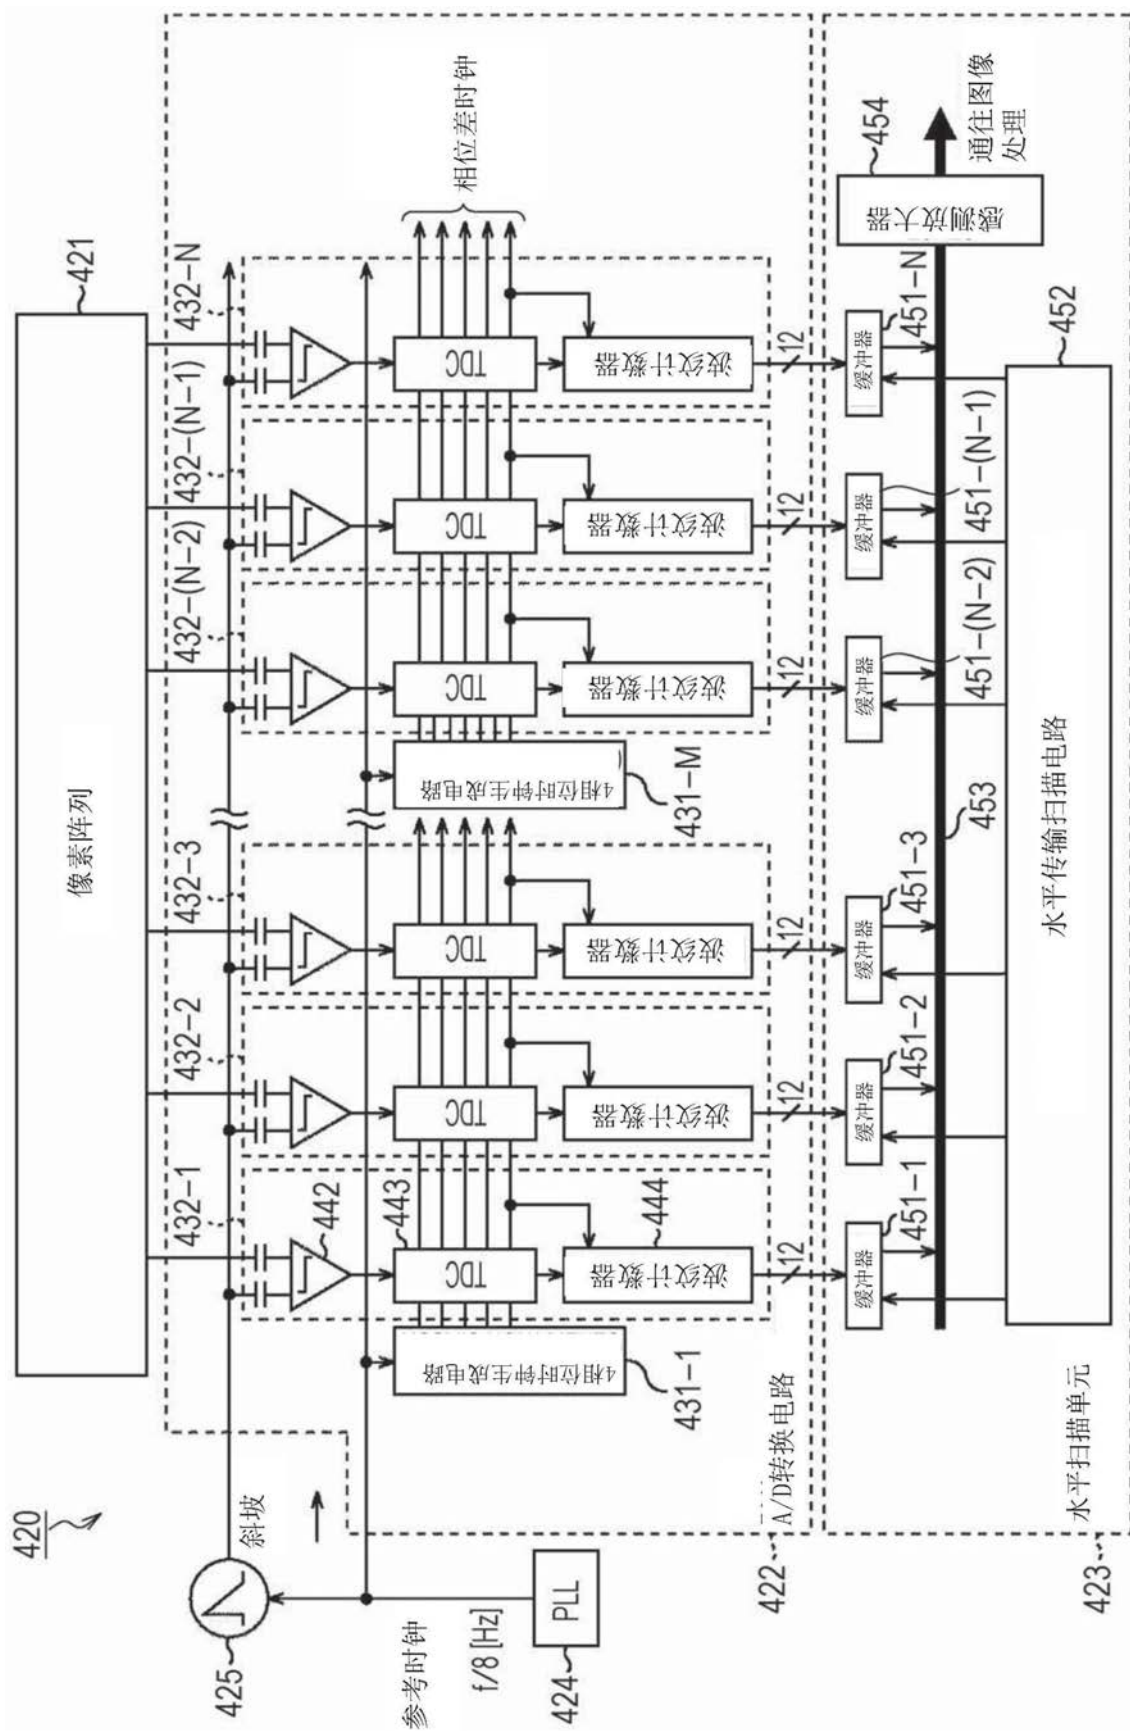 420
425
斜坡
参考时钟
f/8 [Hz]
424
PLL
像素阵列
421
432-1
432-2
432-3
432-(N-2)
432-(N-1)
432-N
442
443
444
TDC
TDC
TDC
TDC
TDC
TDC
相位差时钟
4相位时钟生成电路
431-1
4相位时钟生成电路
431-M
波纹计数器
波纹计数器
波纹计数器
波纹计数器
波纹计数器
波纹计数器
12
12
12
12
12
12
422
A/D转换电路
缓冲器
缓冲器
缓冲器
缓冲器
缓冲器
缓冲器
451-1
451-2
451-3
451-(N-2)
451-(N-1)
451-N
453
感测放大器
454
通往图像
处理
水平传输扫描电路
452
423
水平扫描单元